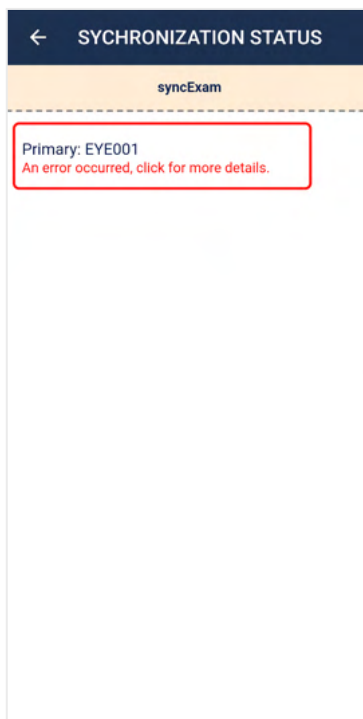 SYCHRONIZATION STATUS
syncExam
Primary: EYE001
An error occurred, click for more details.